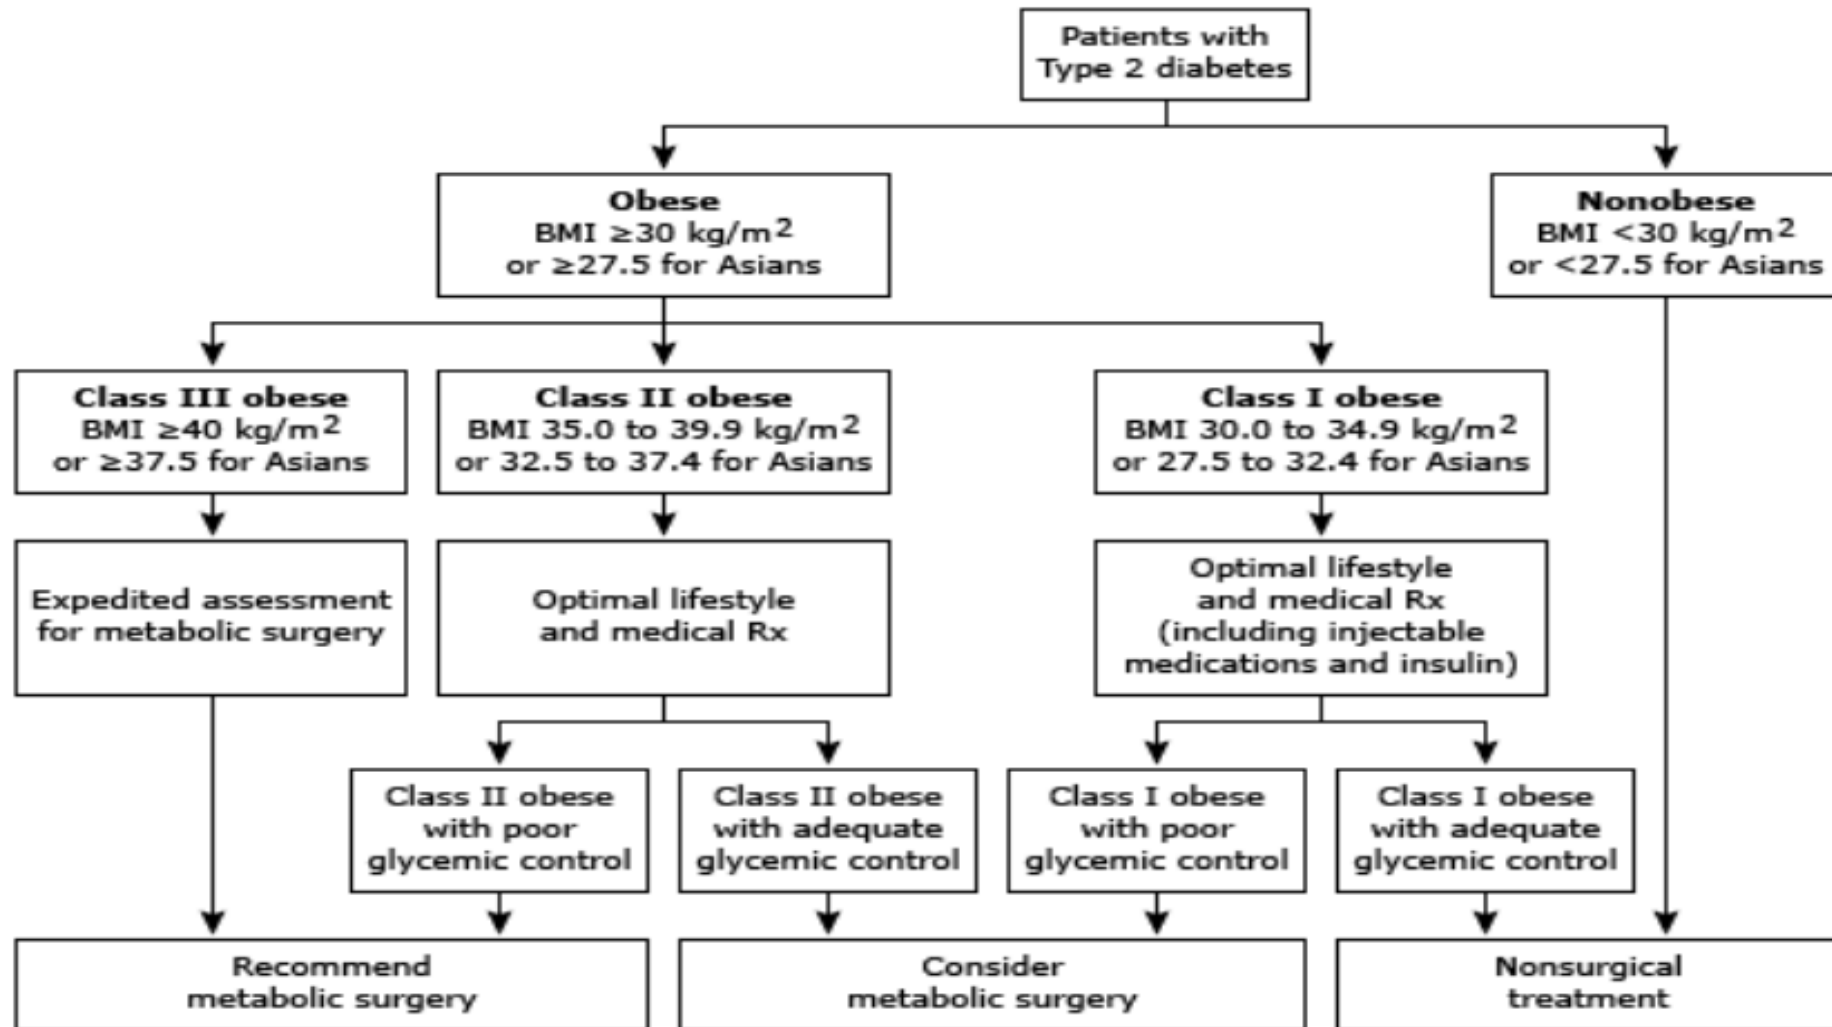 Patients with
Type 2 diabetes
Obese
BMI ≥30 kg/m²
or ≥27.5 for Asians
Nonobese
BMI <30 kg/m²
or <27.5 for Asians
Class III obese
BMI ≥40 kg/m²
or ≥37.5 for Asians
Class II obese
BMI 35.0 to 39.9 kg/m²
or 32.5 to 37.4 for Asians
Class I obese
BMI 30.0 to 34.9 kg/m²
or 27.5 to 32.4 for Asians
Expedited assessment
for metabolic surgery
Optimal lifestyle
and medical Rx
Optimal lifestyle
and medical Rx
(including injectable
medications and insulin)
Class II obese
with poor
glycemic control
Class II obese
with adequate
glycemic control
Class I obese
with poor
glycemic control
Class I obese
with adequate
glycemic control
Recommend
metabolic surgery
Consider
metabolic surgery
Nonsurgical
treatment